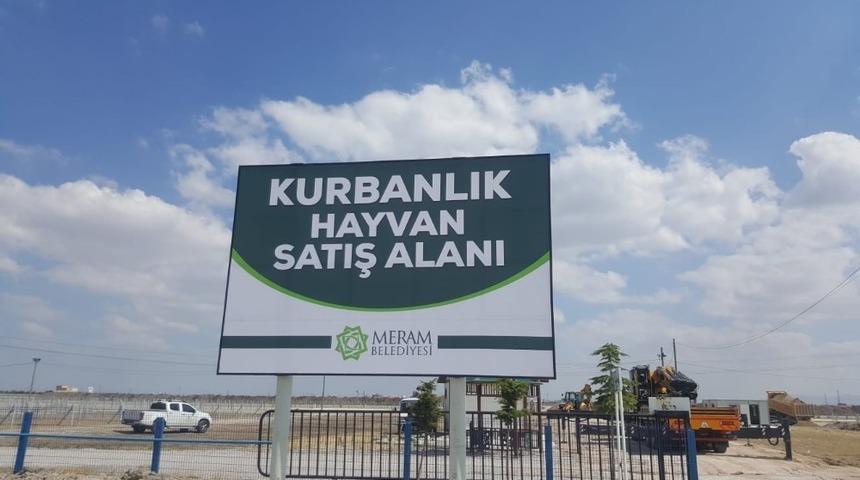 KURBANLIK
HAYVAN
SATIŞ ALANI
MERAM
BELEDİYESİ